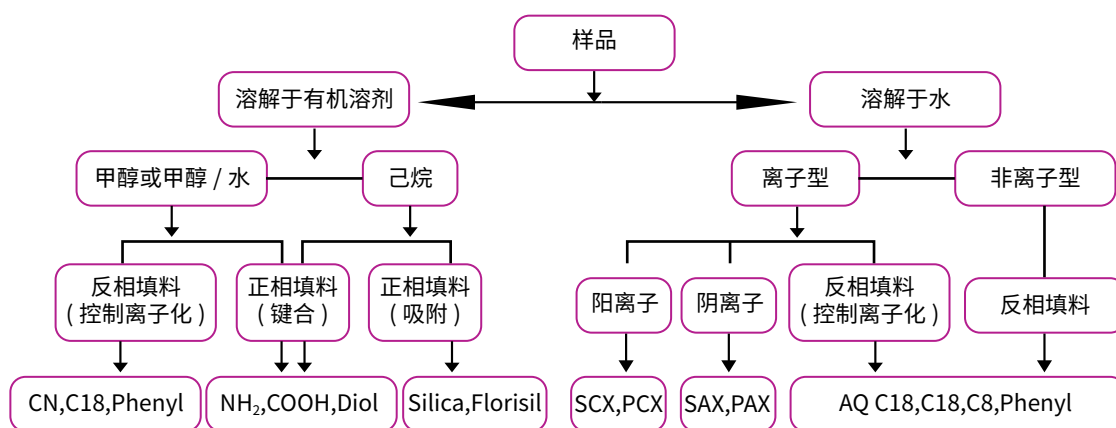 样品
溶解于有机溶剂
溶解于水
甲醇或甲醇 / 水
己烷
离子型
非离子型
反相填料
( 控制离子化 )
正相填料
( 键合 )
正相填料
( 吸附 )
阳离子
阴离子
反相填料
( 控制离子化 )
反相填料
CN,C18,Phenyl
NH₂,COOH,Diol
Silica,Florisil
SCX,PCX
SAX,PAX
AQ C18,C18,C8,Phenyl